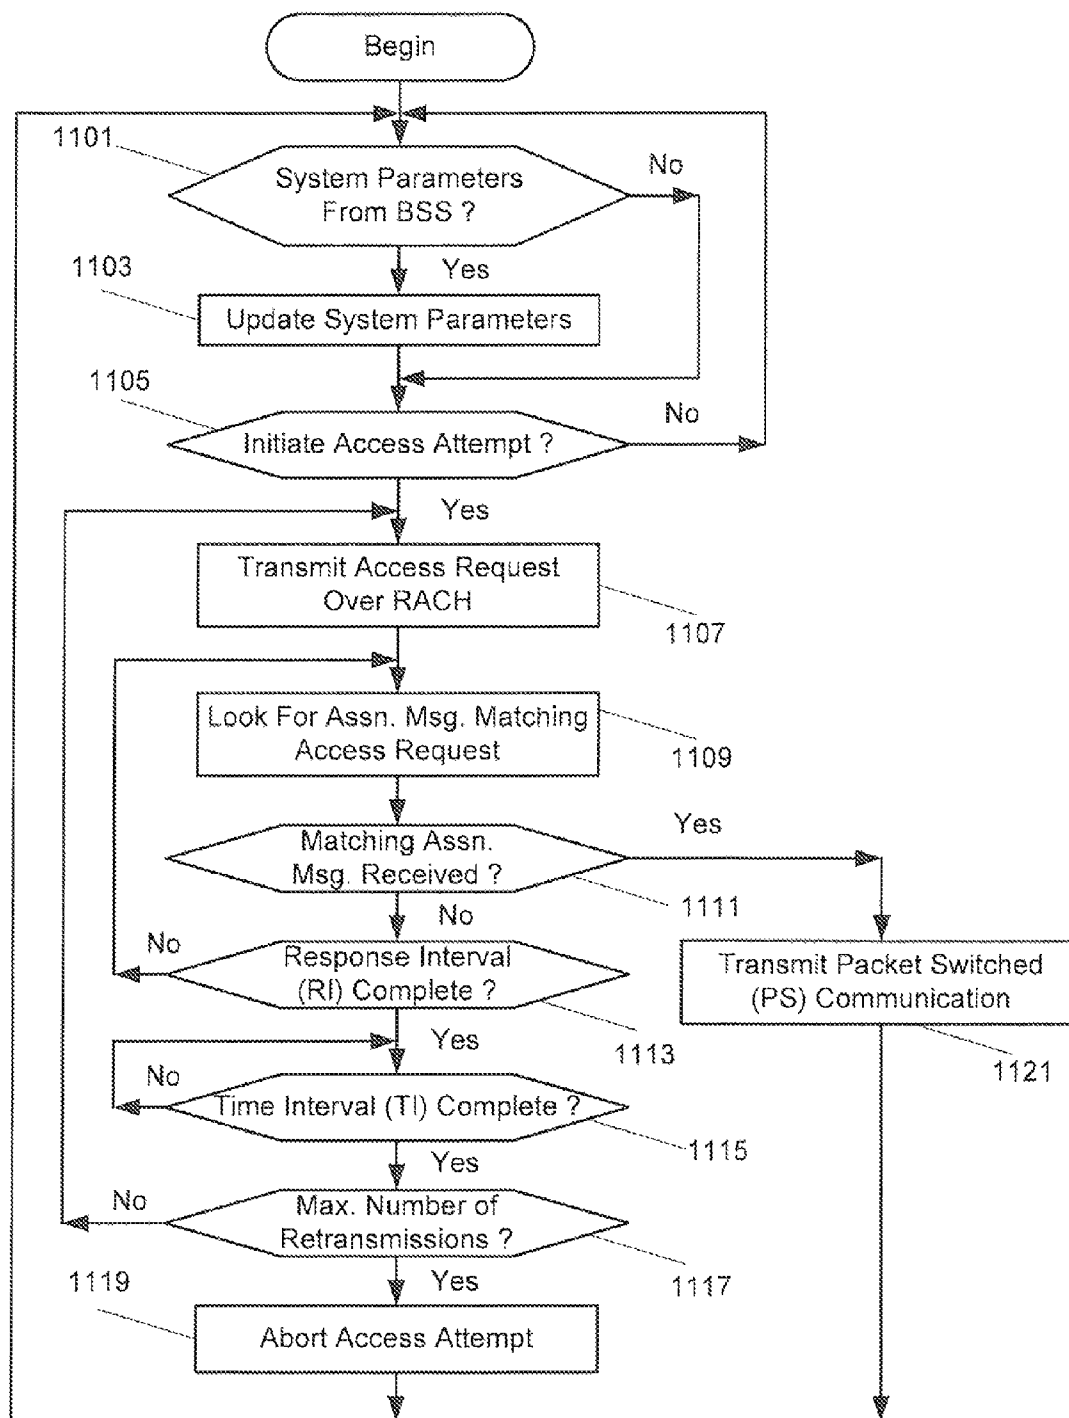 Begin
1101
System Parameters
From BSS ?
No
Yes
1103
Update System Parameters
1105
Initiate Access Attempt ?
No
Yes
Transmit Access Request
Over RACH
1107
Look For Assn. Msg. Matching
Access Request
1109
Matching Assn.
Msg. Received ?
Yes
1111
No
Response Interval
(RI) Complete ?
No
1113
Yes
Transmit Packet Switched
(PS) Communication
1121
No
Time Interval (TI) Complete ?
1115
Yes
No
Max. Number of
Retransmissions ?
1117
Yes
1119
Abort Access Attempt